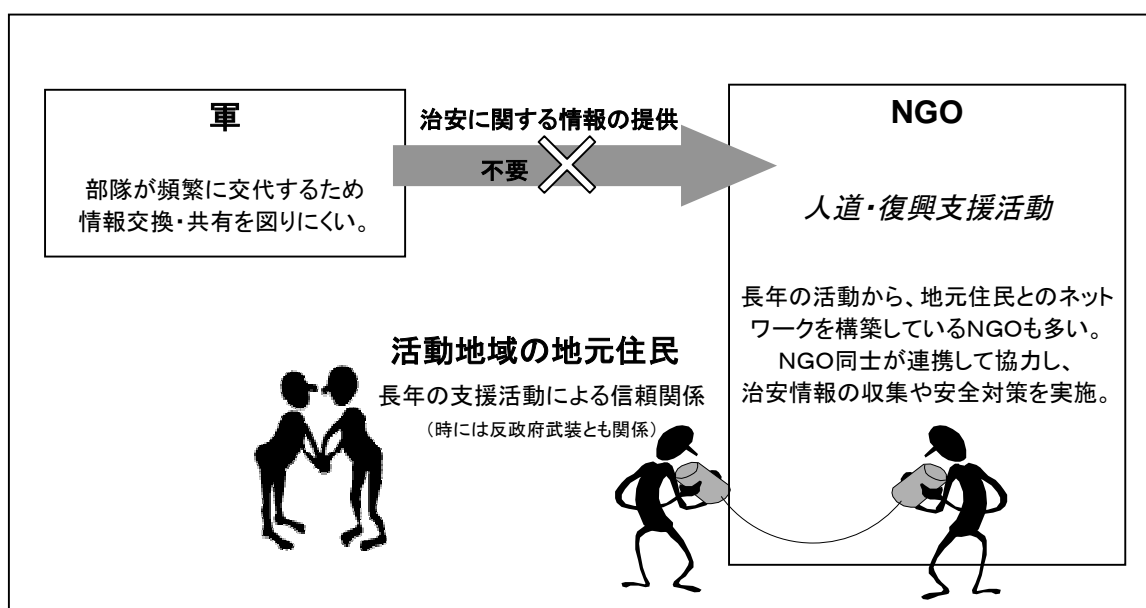 軍
部隊が頻繁に交代するため
情報交換・共有を図りにくい。
治安に関する情報の提供
不要
NGO
人道・復興支援活動
長年の活動から、地元住民とのネット
ワークを構築しているNGOも多い。
NGO同士が連携して協力し、
治安情報の収集や安全対策を実施。
活動地域の地元住民
長年の支援活動による信頼関係
（時には反政府武装とも関係）